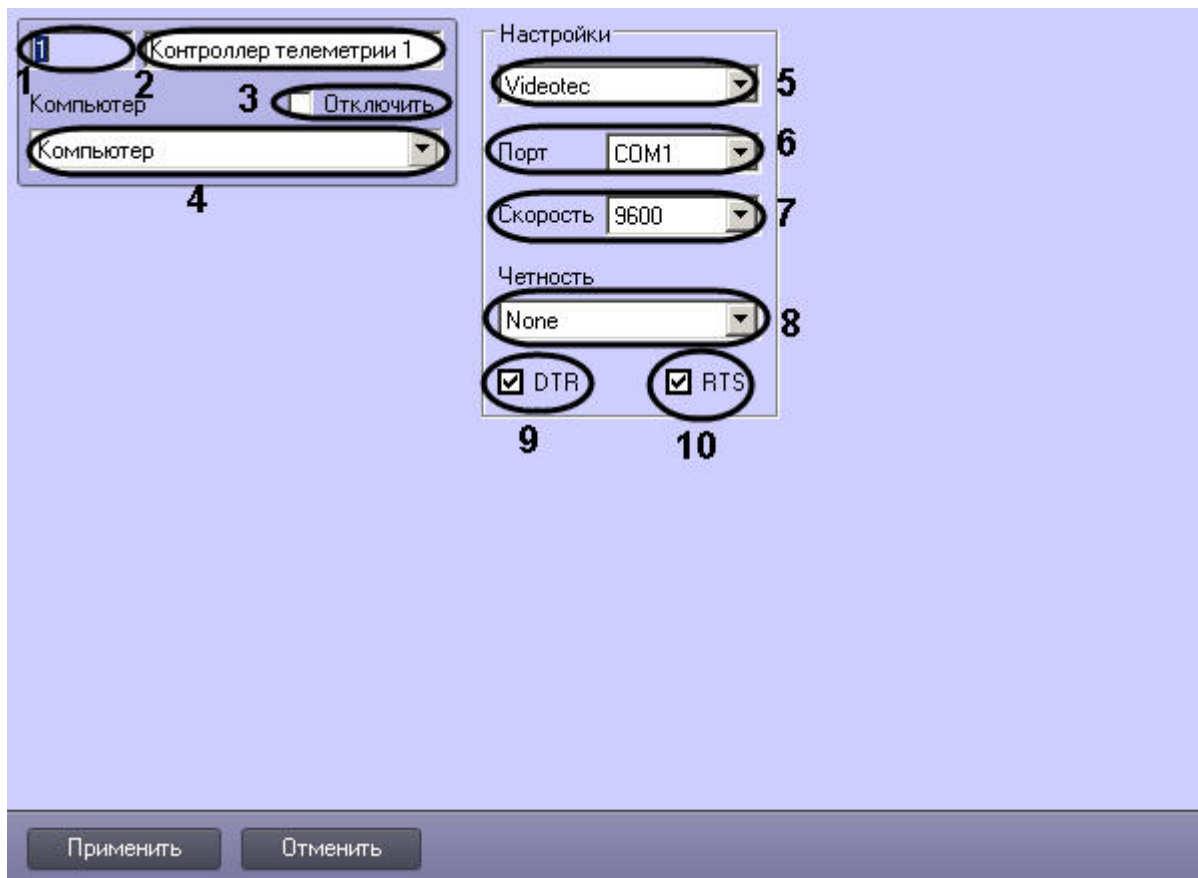 1 Контроллер телеметрии 1
1 2
Компьютер 3 Отключить
Компьютер
4
Настройки
Videotec 5
Порт COM1 6
Скорость 9600 7
Четность
None 8
DTR RTS
9 10
Применить Отменить